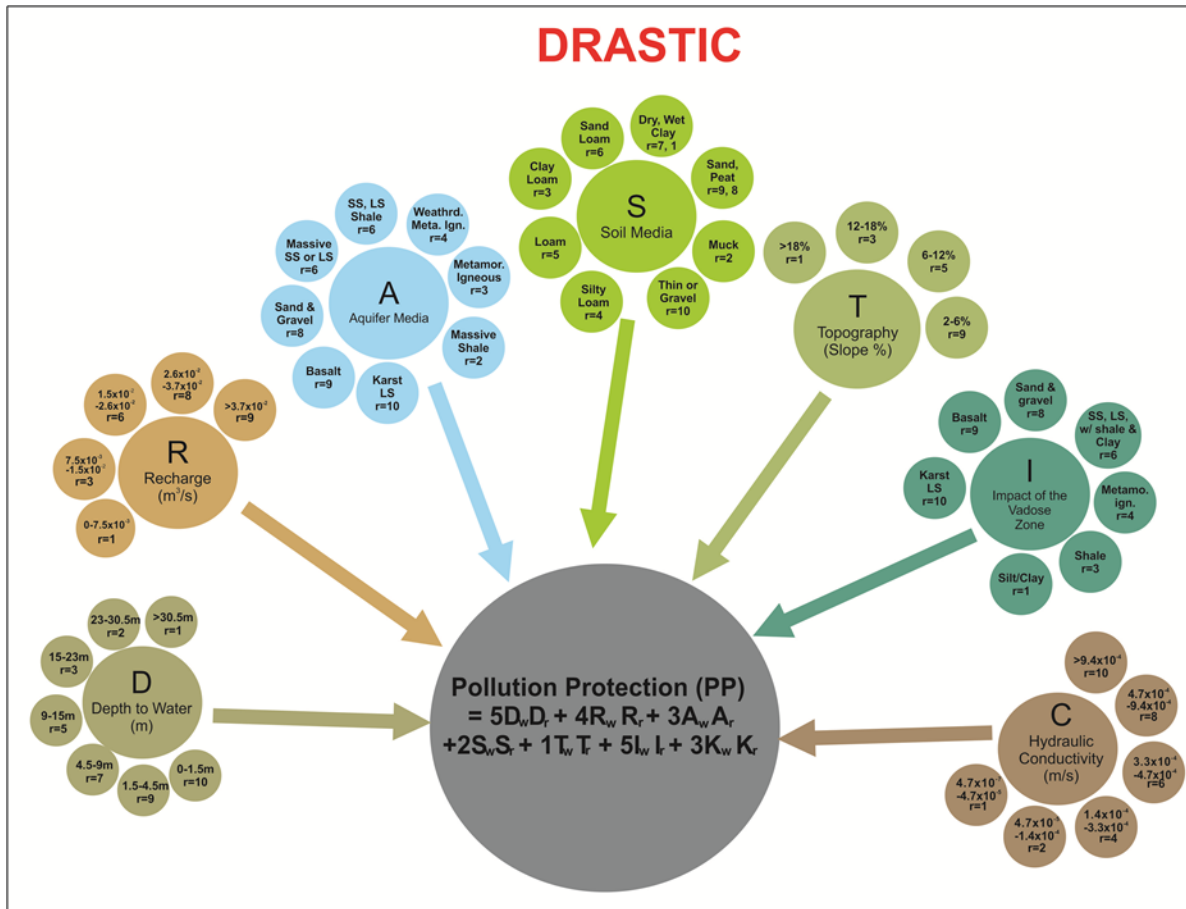 DRASTIC
S
Soil Media
Clay
Loam
r=3
Sand
Loam
r=6
Dry, Wet
Clay
r=7, 1
Sand,
Peat
r=9, 8
Muck
r=2
Thin or
Gravel
r=10
Silty
Loam
r=4
Loam
r=5
A
Aquifer Media
SS, LS
Shale
r=6
Weathrd.
Meta. Ign.
r=4
Metamor.
Igneous
r=3
Massive
Shale
r=2
Karst
LS
r=10
Basalt
r=9
Sand &
Gravel
r=8
Massive
SS or LS
r=6
T
Topography
(Slope %)
>18%
r=1
12-18%
r=3
6-12%
r=5
2-6%
r=9
R
Recharge
(m³/s)
0-7.5x10⁻³
r=1
7.5x10⁻³
r=3
1.5x10⁻²
-2.6x10⁻²
r=6
2.6x10⁻²
-3.7x10⁻²
r=8
>3.7x10⁻²
r=9
I
Impact of the
Vadose
Zone
Karst
LS
r=10
Basalt
r=9
Sand &
gravel
r=8
SS, LS,
w/ shale &
Clay
r=6
Metamo.
ign.
r=4
Shale
r=3
Silt/Clay
r=1
D
Depth to Water
(m)
>30.5m
r=1
23-30.5m
r=2
15-23m
r=3
9-15m
r=5
4.5-9m
r=7
1.5-4.5m
r=9
0-1.5m
r=10
Pollution Protection (PP)
= 5DwDr + 4Rw Rr + 3Aw Ar
+2SwSr + 1Tw Tr + 5Iw Ir + 3Kw Kr
C
Hydraulic
Conductivity
(m/s)
>9.4x10⁻⁴
r=10
4.7x10⁻⁴
-9.4x10⁻⁴
r=8
3.3x10⁻⁴
-4.7x10⁻⁴
r=6
1.4x10⁻⁴
-3.3x10⁻⁴
r=4
-1.4x10⁻⁴
r=2
r=1